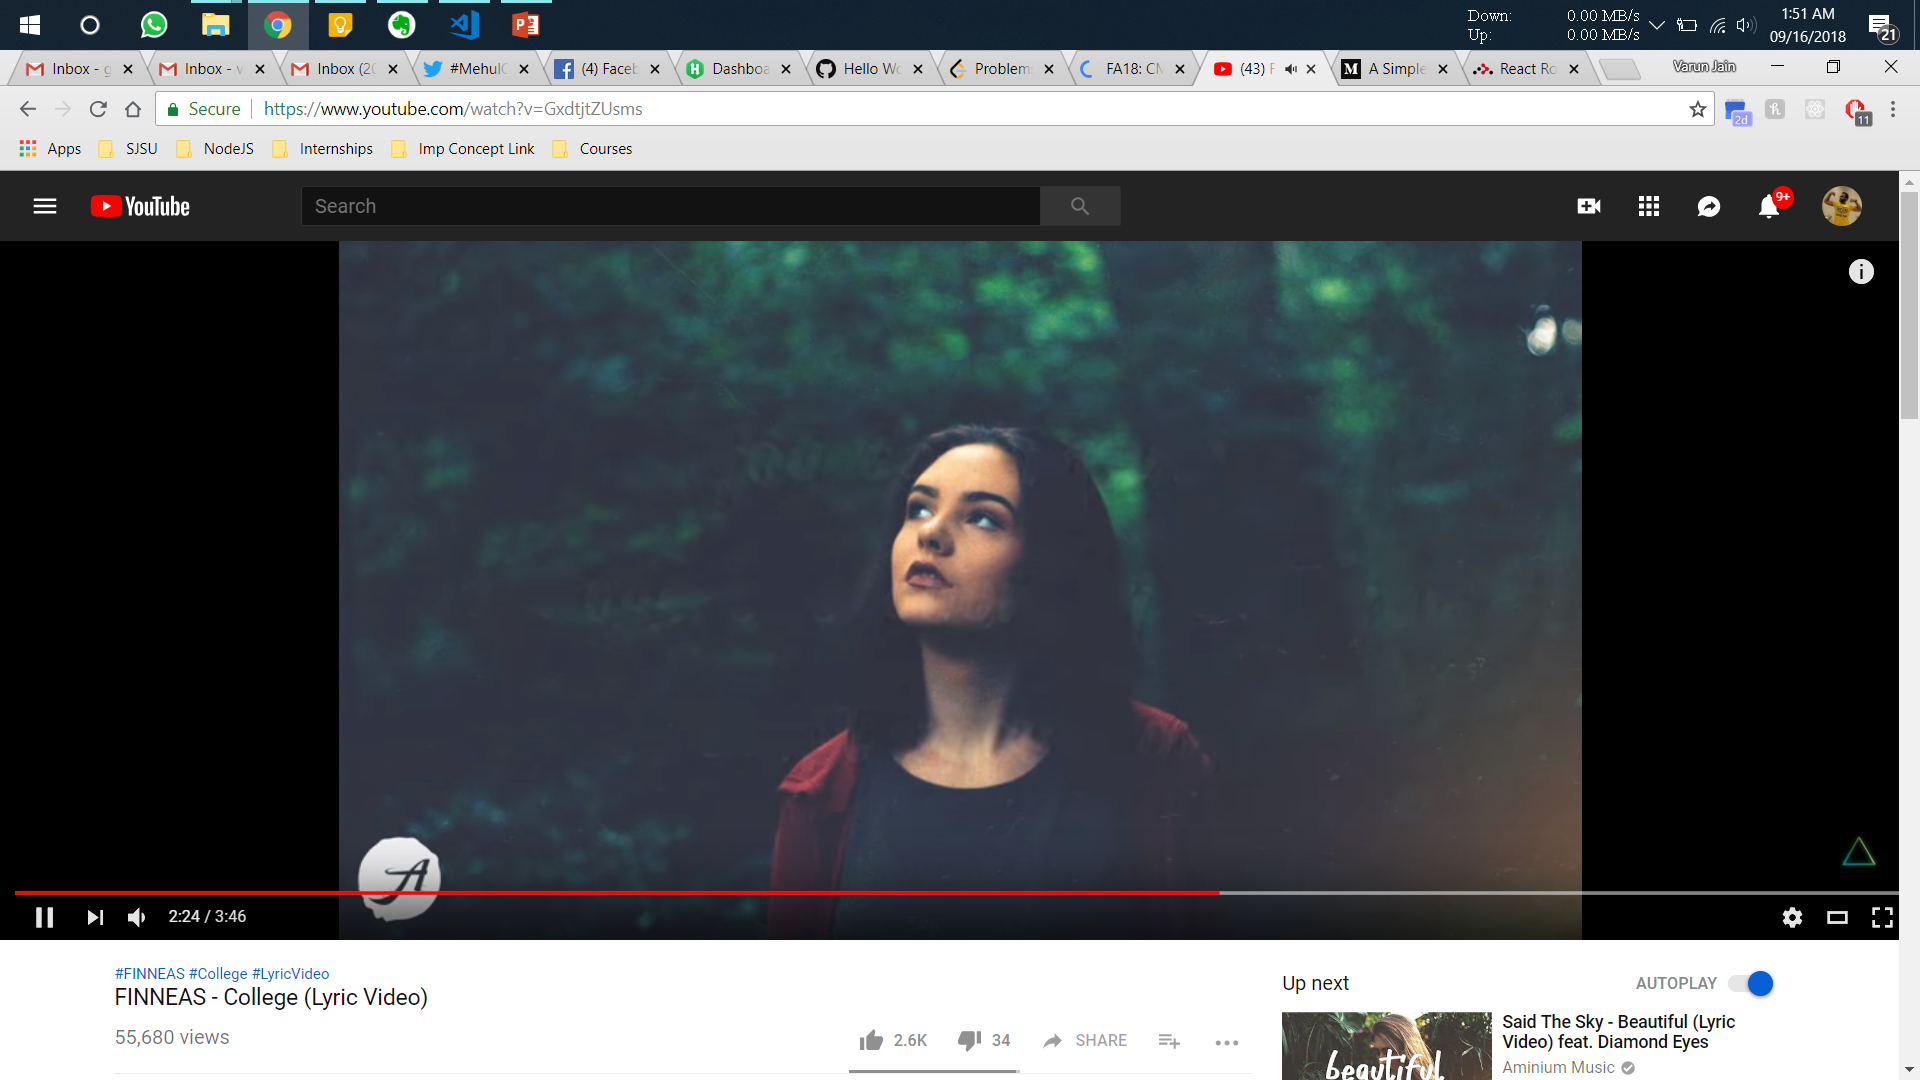 Down: 0.00 MB/s
Up: 0.00 MB/s
1:51 AM
09/16/2018
21
Inbox - g
Inbox - v
Inbox (20
#MehulC
(4) Faceb
Dashboa
Hello Wo
Problem
FA18: CM
(43) F
M A Simple
React Ro
Varun Jain
Secure https://www.youtube.com/watch?v=GxdtjtZUsms
2d
11
Apps SJSU NodeJS Internships Imp Concept Link Courses
YouTube
Search
9+
A
2:24 / 3:46
#FINNEAS #College #LyricVideo
FINNEAS - College (Lyric Video)
55,680 views
2.6K 34 SHARE
Up next
AUTOPLAY
beautiful
Said The Sky - Beautiful (Lyric
Video) feat. Diamond Eyes
Aminium Music